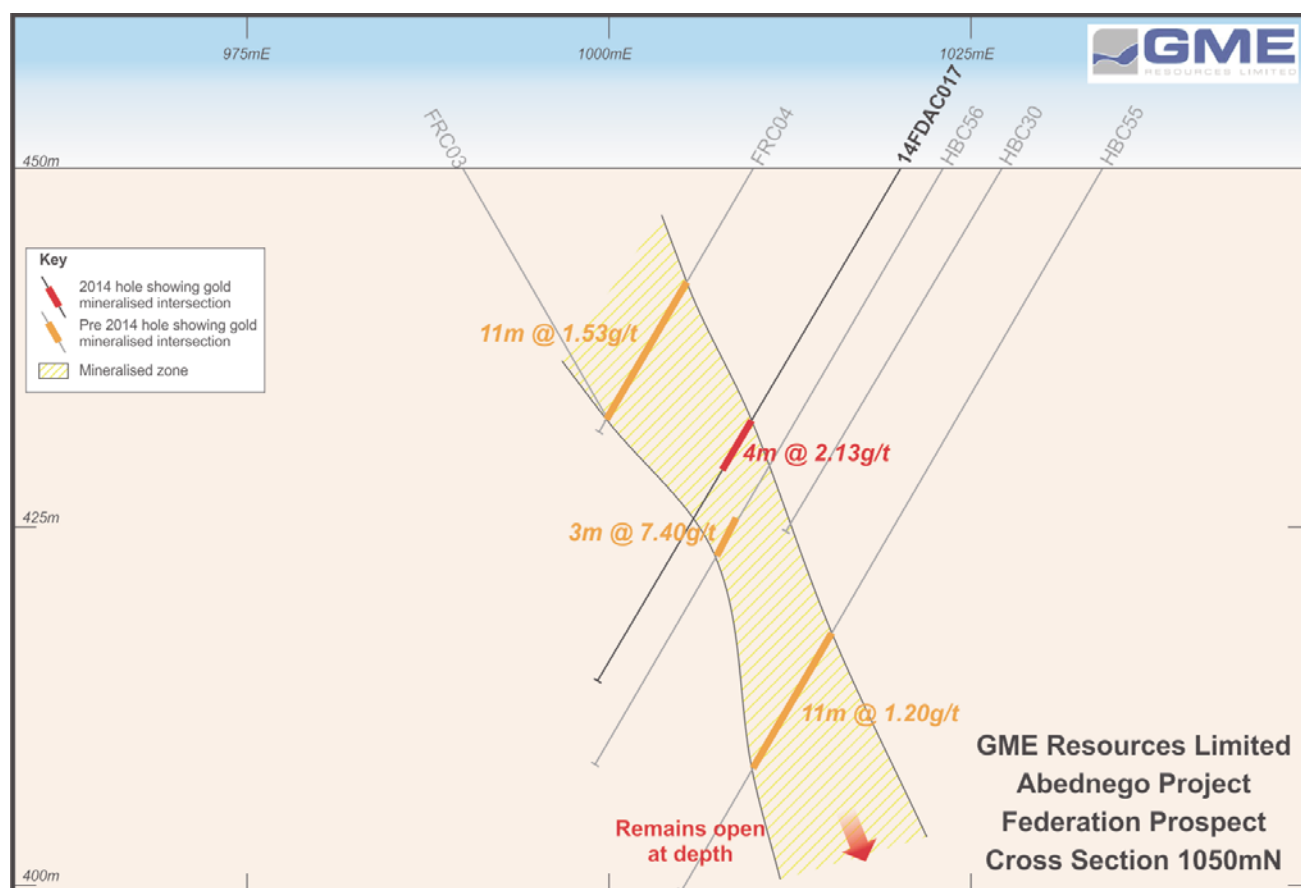 975mE
1000mE
1025mE
GME
RESOURCES LIMITED
FRC03
FRC04
14FDAC017
HBC56
HBC30
HBC55
450m
Key
2014 hole showing gold
mineralised intersection
Pre 2014 hole showing gold
mineralised intersection
Mineralised zone
11m @ 1.53g/t
4m @ 2.13g/t
425m
3m @ 7.40g/t
11m @ 1.20g/t
Remains open
at depth
GME Resources Limited
Abednego Project
Federation Prospect
Cross Section 1050mN
400m